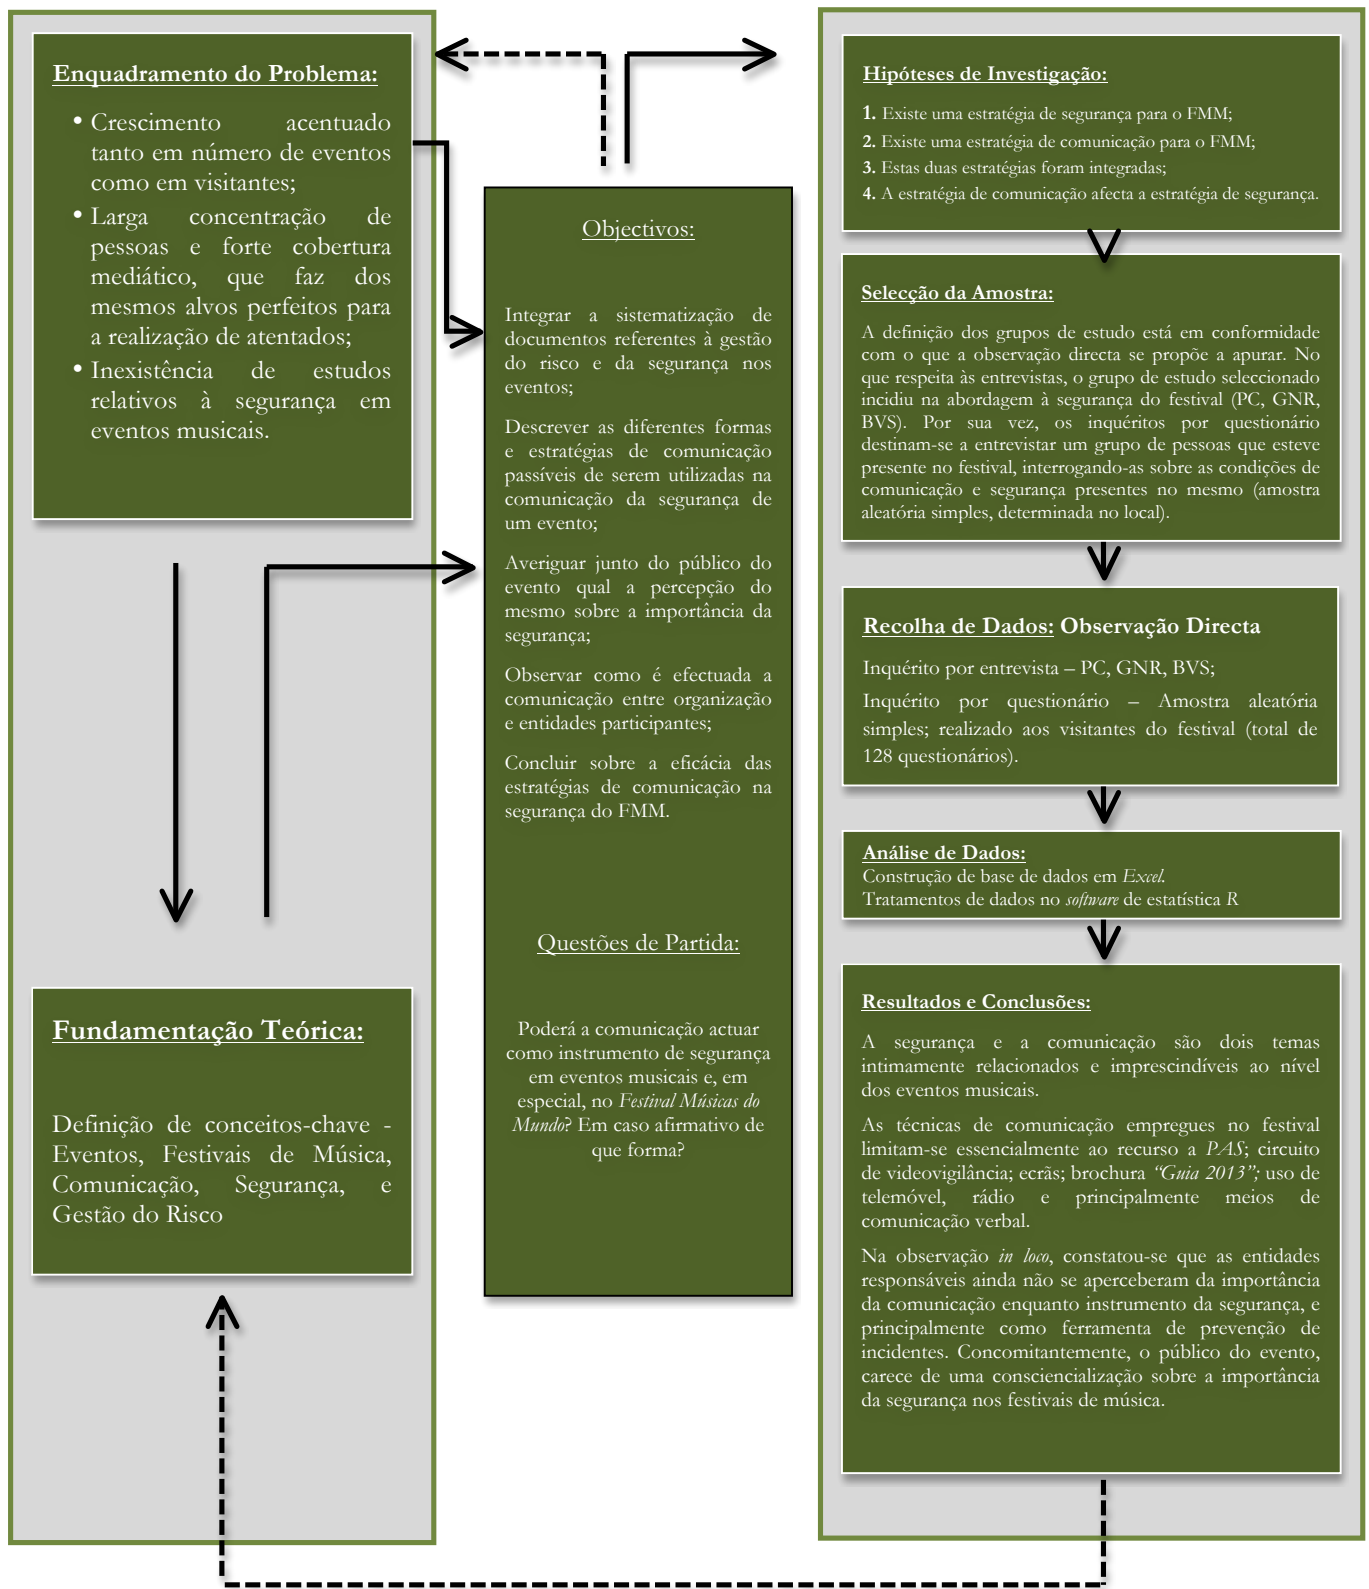 Enquadramento do Problema:
• Crescimento acentuado
tanto em número de eventos
como em visitantes;
• Larga concentração de
pessoas e forte cobertura
mediático, que faz dos
mesmos alvos perfeitos para
a realização de atentados;
• Inexistência de estudos
relativos à segurança em
eventos musicais.
Fundamentação Teórica:
Definição de conceitos-chave -
Eventos, Festivais de Música,
Comunicação, Segurança, e
Gestão do Risco
Objectivos:
Integrar a sistematização de
documentos referentes à gestão
do risco e da segurança nos
eventos;
Descrever as diferentes formas
e estratégias de comunicação
passíveis de serem utilizadas na
comunicação da segurança de
um evento;
Averiguar junto do público do
evento qual a percepção do
mesmo sobre a importância da
segurança;
Observar como é efectuada a
comunicação entre organização
e entidades participantes;
Concluir sobre a eficácia das
estratégias de comunicação na
segurança do FMM.
Questões de Partida:
Poderá a comunicação actuar
como instrumento de segurança
em eventos musicais e, em
especial, no Festival Músicas do
Mundo? Em caso afirmativo de
que forma?
Hipóteses de Investigação:
1. Existe uma estratégia de segurança para o FMM;
2. Existe uma estratégia de comunicação para o FMM;
3. Estas duas estratégias foram integradas;
4. A estratégia de comunicação afecta a estratégia de segurança.
Selecção da Amostra:
A definição dos grupos de estudo está em conformidade
com o que a observação directa se propõe a apurar. No
que respeita às entrevistas, o grupo de estudo seleccionado
incidiu na abordagem à segurança do festival (PC, GNR,
BVS). Por sua vez, os inquéritos por questionário
destinam-se a entrevistar um grupo de pessoas que esteve
presente no festival, interrogando-as sobre as condições de
comunicação e segurança presentes no mesmo (amostra
aleatória simples, determinada no local).
Recolha de Dados: Observação Directa
Inquérito por entrevista – PC, GNR, BVS;
Inquérito por questionário – Amostra aleatória
simples; realizado aos visitantes do festival (total de
128 questionários).
Análise de Dados:
Construção de base de dados em Excel.
Tratamentos de dados no software de estatística R
Resultados e Conclusões:
A segurança e a comunicação são dois temas
intimamente relacionados e imprescindíveis ao nível
dos eventos musicais.
As técnicas de comunicação empregues no festival
limitam-se essencialmente ao recurso a PAS; circuito
de videovigilância; ecrãs; brochura “Guia 2013”; uso de
telemóvel, rádio e principalmente meios de
comunicação verbal.
Na observação in loco, constatou-se que as entidades
responsáveis ainda não se aperceberam da importância
da comunicação enquanto instrumento da segurança, e
principalmente como ferramenta de prevenção de
incidentes. Concomitantemente, o público do evento,
carece de uma consciencialização sobre a importância
da segurança nos festivais de música.